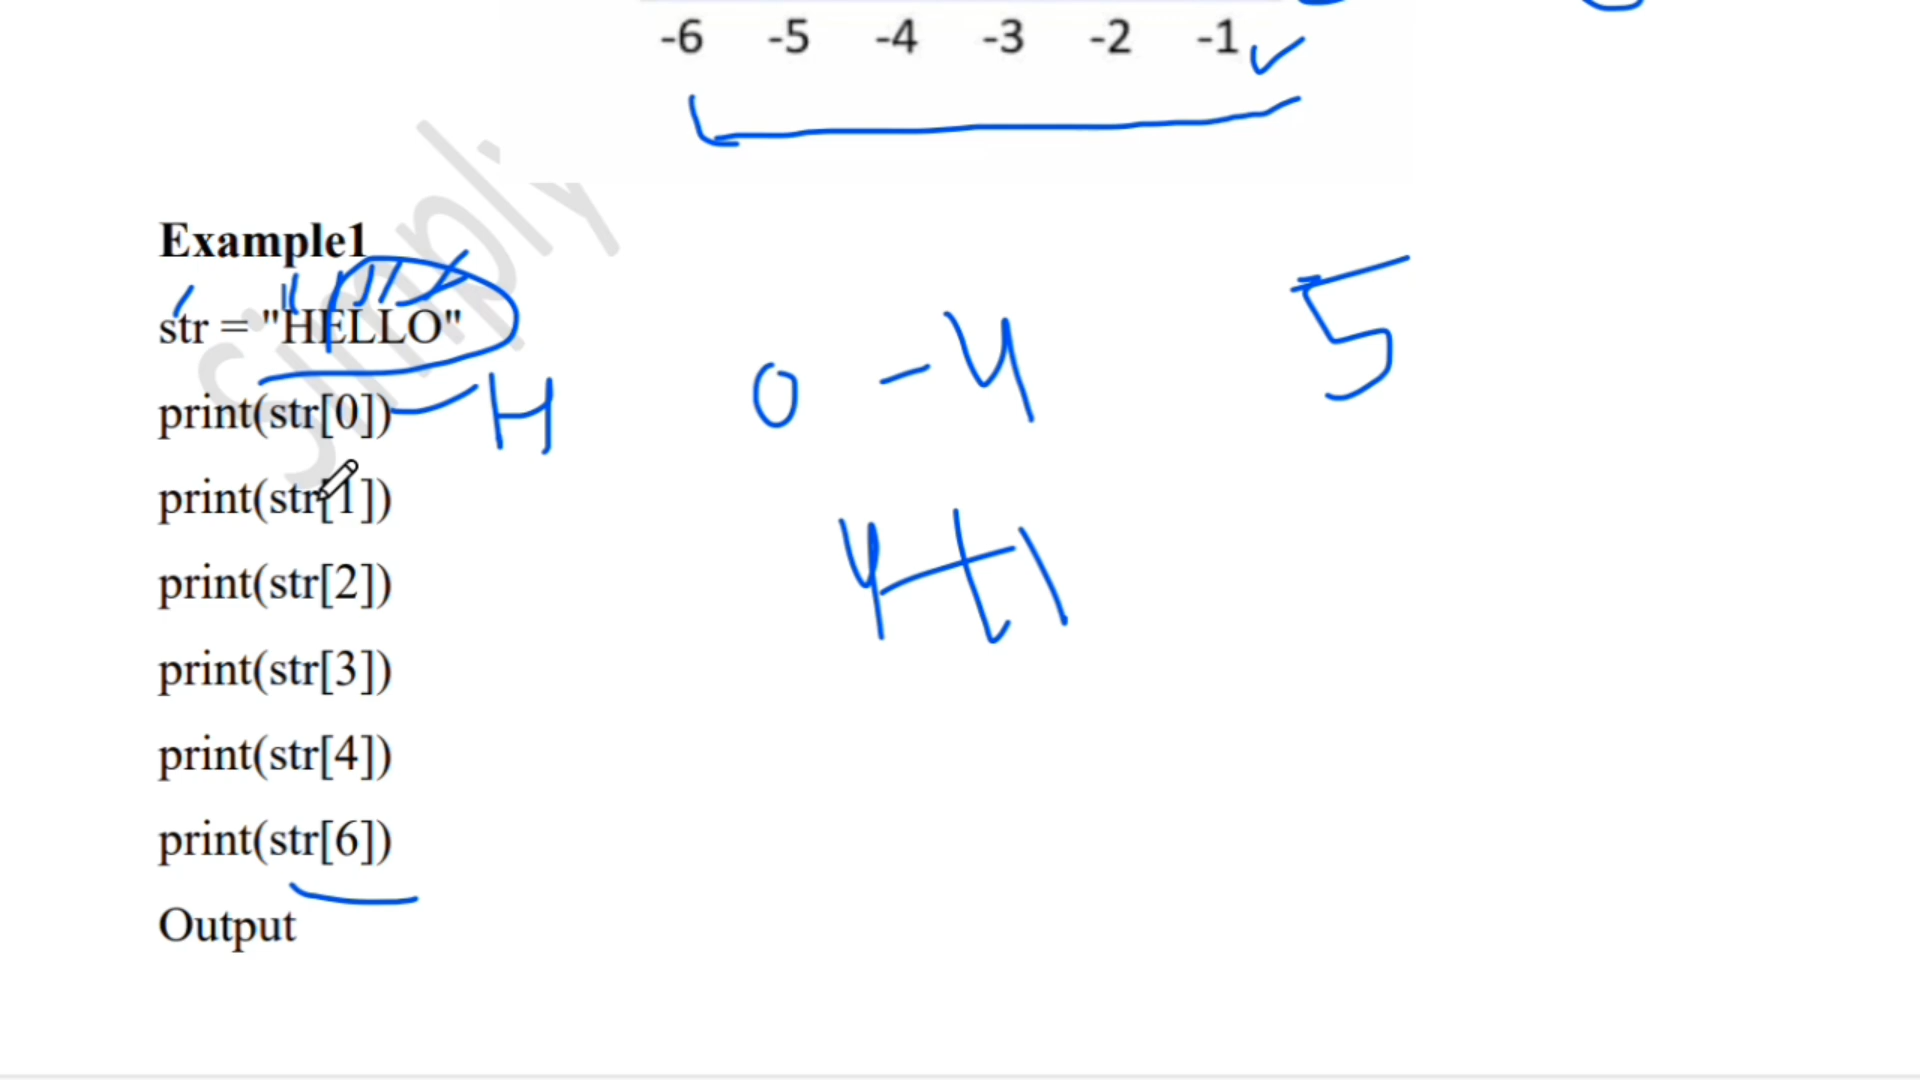 -6 -5 -4 -3 -2 -1
Example1
str = "HELLO"
print(str[0]) H 0 - 4 5
print(str[1])
4+1
print(str[2])
print(str[3])
print(str[4])
print(str[6])
Output
Simply